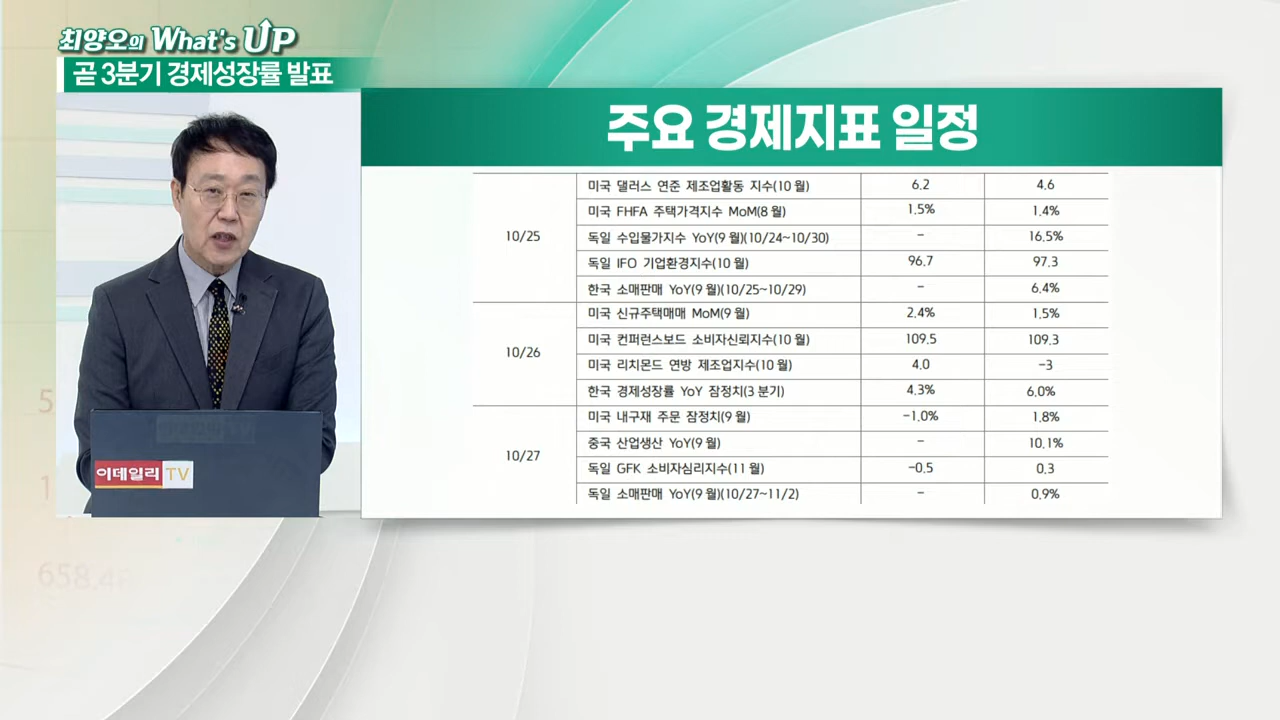 최양오의 What's UP
곧 3분기 경제성장률 발표
주요 경제지표 일정
10/25
미국 댈러스 연준 제조업활동 지수(10월) 6.2 4.6
미국 FHFA 주택가격지수 MoM(8월) 1.5% 1.4%
독일 수입물가지수 YoY(9월)(10/24~10/30) - 16.5%
독일 IFO 기업환경지수(10월) 96.7 97.3
한국 소매판매 YoY(9월)(10/25~10/29) - 6.4%
10/26
미국 신규주택매매 MoM(9월) 2.4% 1.5%
미국 컨퍼런스보드 소비자신뢰지수(10월) 109.5 109.3
미국 리치몬드 연방 제조업지수(10월) 4.0 -3
한국 경제성장률 YoY 잠정치(3분기) 4.3% 6.0%
10/27
미국 내구재 주문 잠정치(9월) -1.0% 1.8%
중국 산업생산 YoY(9월) - 10.1%
독일 GFK 소비자심리지수(11월) -0.5 0.3
독일 소매판매 YoY(9월)(10/27~11/2) - 0.9%
이데일리 TV